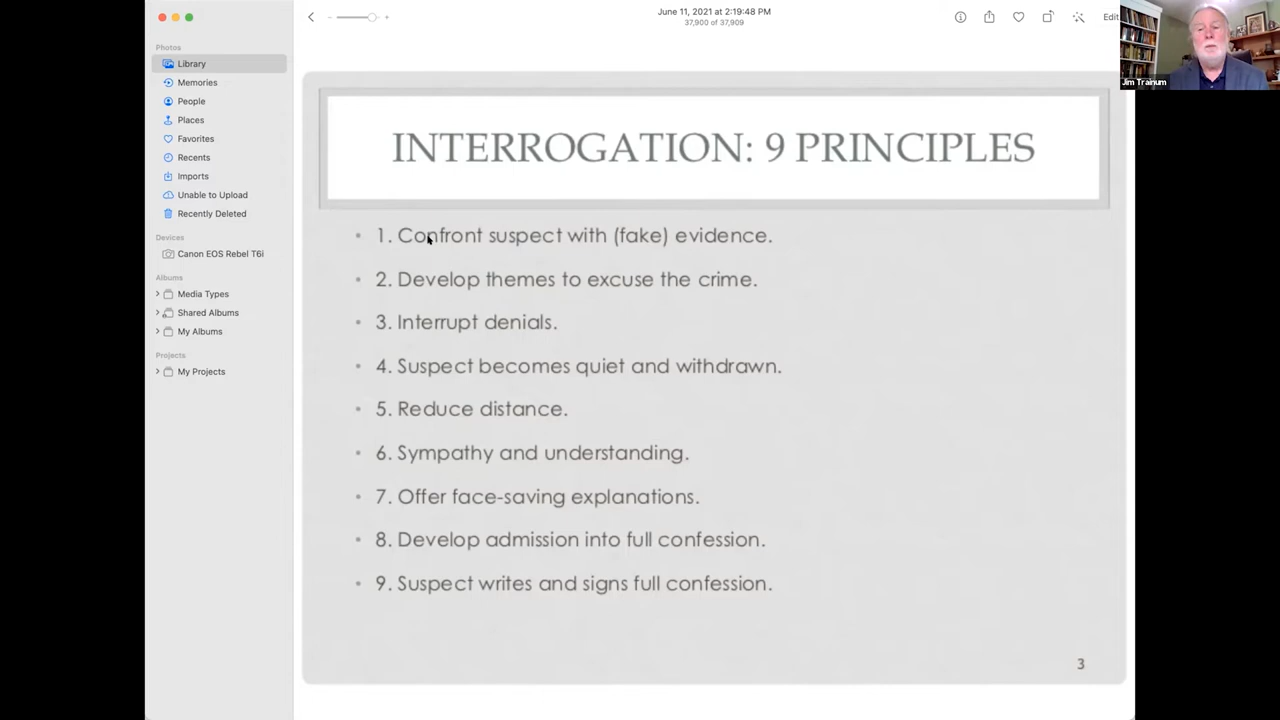 June 11, 2021 at 2:19:48 PM
37,900 of 37,909
Edit
Jim Trainum
Photos
Library
Memories
People
Places
Favorites
Recents
Imports
Unable to Upload
Recently Deleted
Devices
Canon EOS Rebel T6i
Albums
Media Types
Shared Albums
My Albums
Projects
My Projects
INTERROGATION: 9 PRINCIPLES
• 1. Confront suspect with (fake) evidence.
• 2. Develop themes to excuse the crime.
• 3. Interrupt denials.
• 4. Suspect becomes quiet and withdrawn.
• 5. Reduce distance.
• 6. Sympathy and understanding.
• 7. Offer face-saving explanations.
• 8. Develop admission into full confession.
• 9. Suspect writes and signs full confession.
3